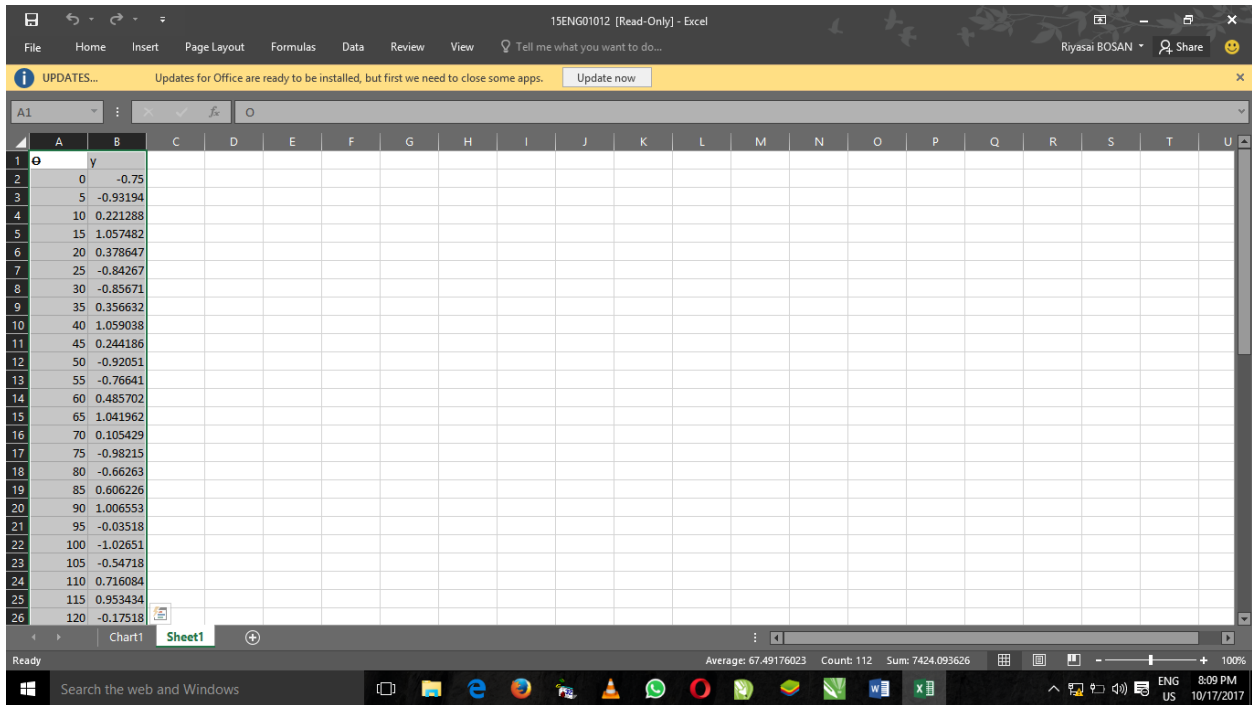 15ENG01012 [Read-Only] - Excel
File Home Insert Page Layout Formulas Data Review View Tell me what you want to do... Riyasai BOSAN Share
UPDATES... Updates for Office are ready to be installed, but first we need to close some apps. Update now
A1 fx O
A B C D E F G H I J K L M N O P Q R S T U
1 ϴ y
2 0 -0.75
3 5 -0.93194
4 10 0.221288
5 15 1.057482
6 20 0.378647
7 25 -0.84267
8 30 -0.85671
9 35 0.356632
10 40 1.059038
11 45 0.244186
12 50 -0.92051
13 55 -0.76641
14 60 0.485702
15 65 1.041962
16 70 0.105429
17 75 -0.98215
18 80 -0.66263
19 85 0.606226
20 90 1.006553
21 95 -0.03518
22 100 -1.02651
23 105 -0.54718
24 110 0.716084
25 115 0.953434
26 120 -0.17518
Chart1 Sheet1
Ready Average: 67.49176023 Count: 112 Sum: 7424.093626 100%
Search the web and Windows ENG 8:09 PM
US 10/17/2017